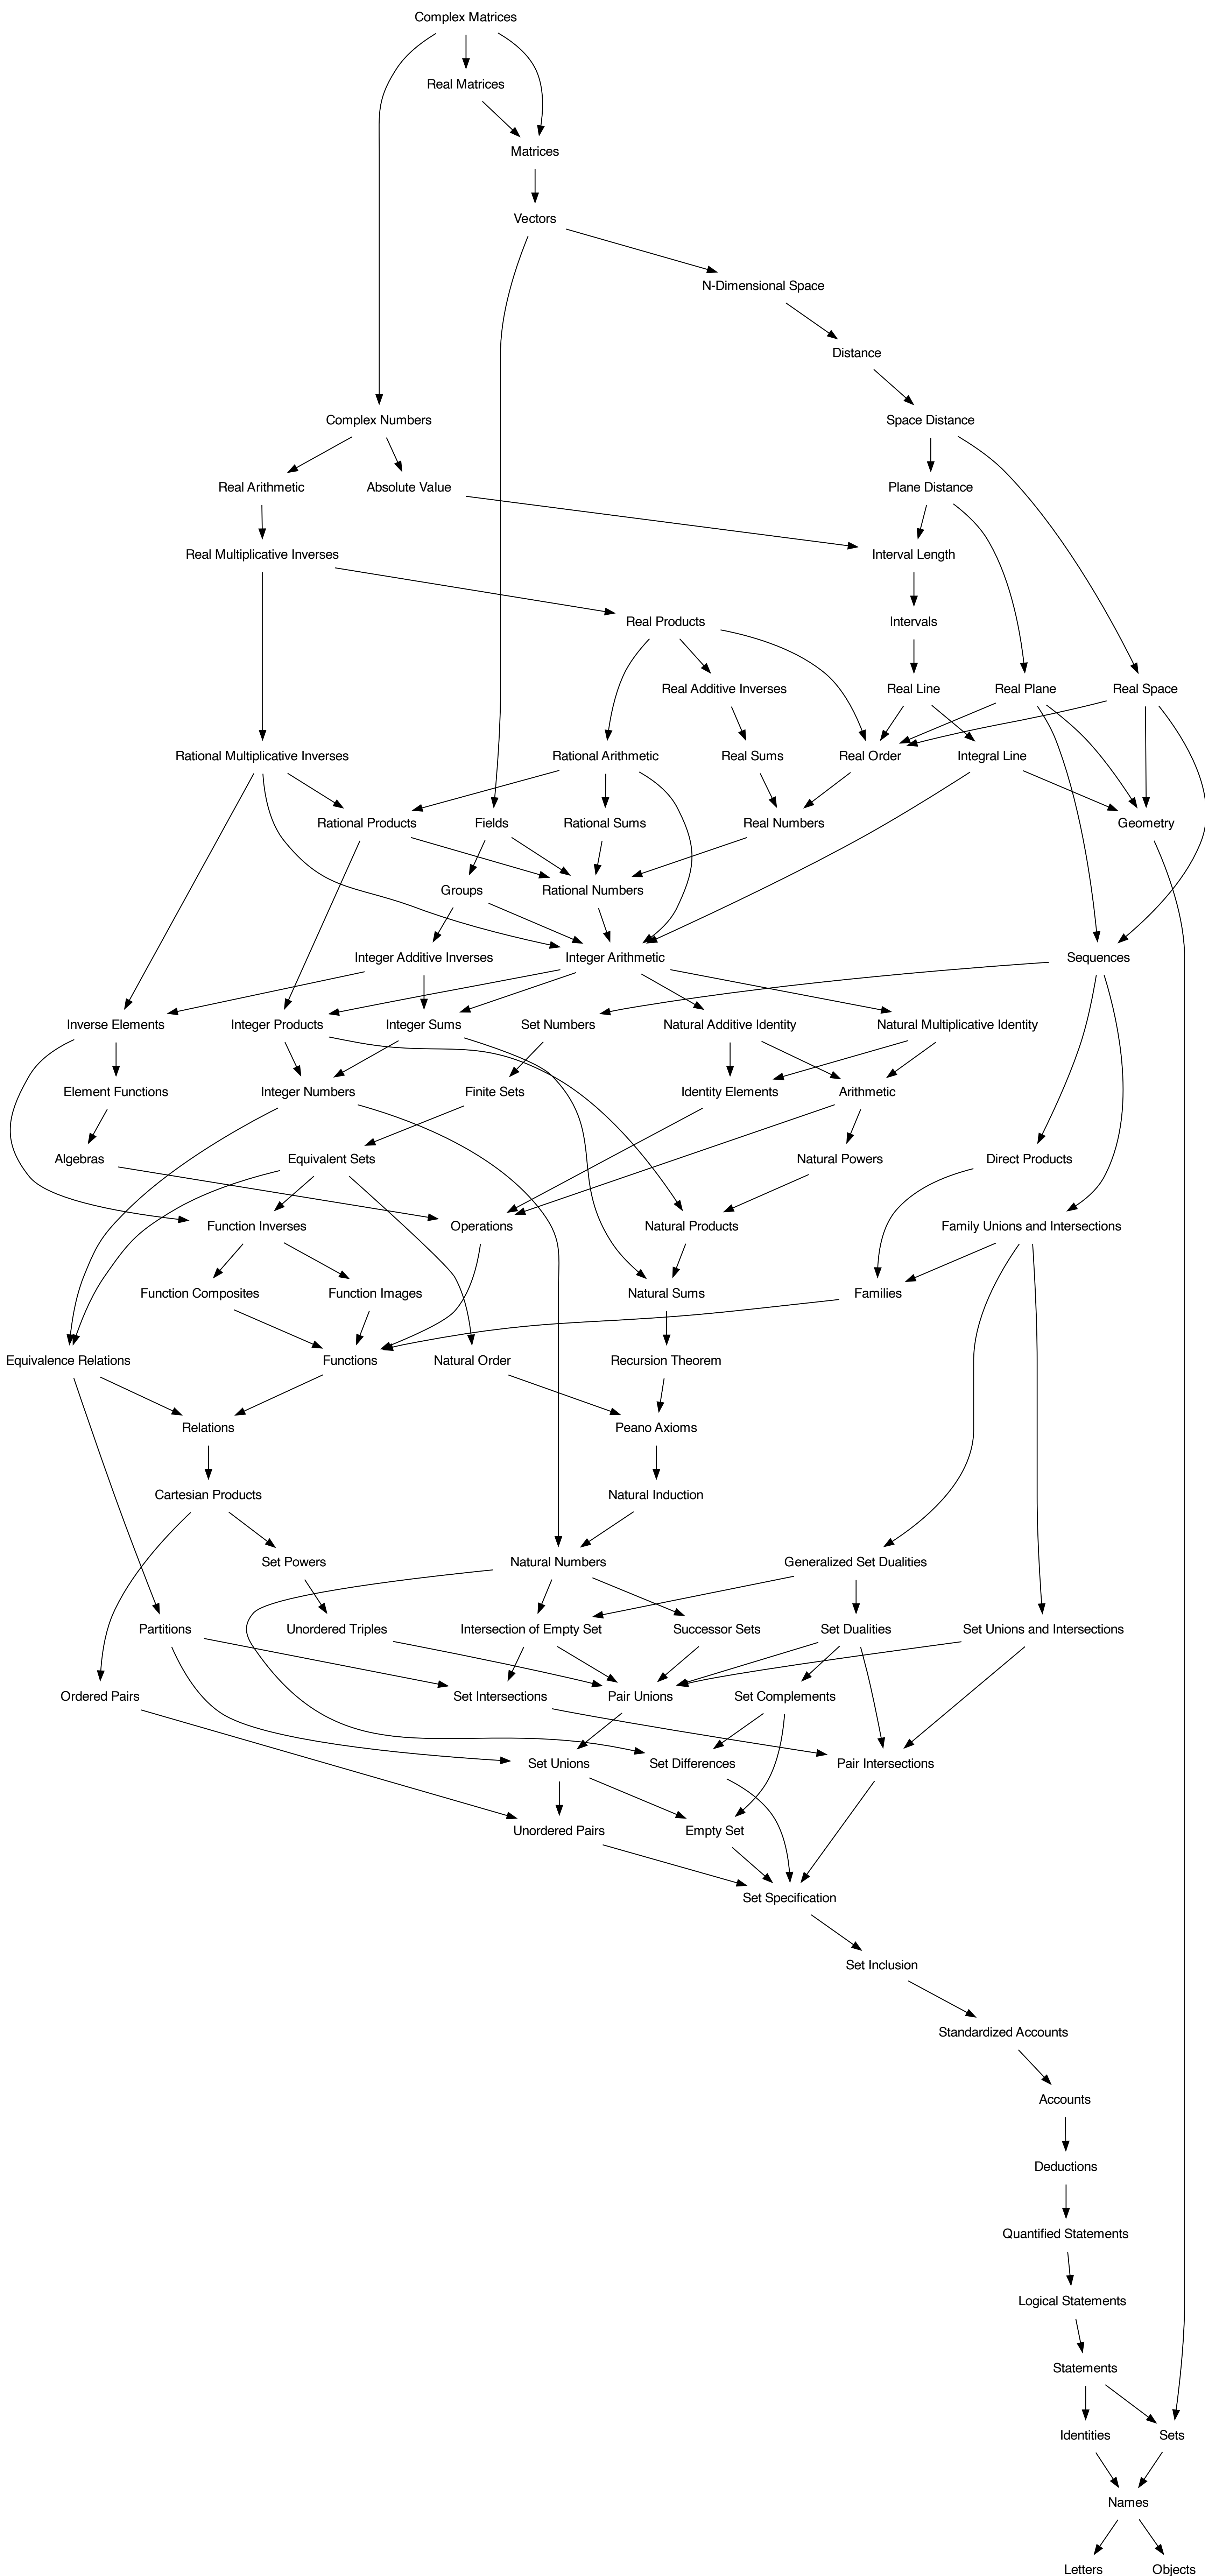 Complex Matrices
Real Matrices
Matrices
Vectors
N-Dimensional Space
Distance
Complex Numbers
Space Distance
Real Arithmetic
Absolute Value
Plane Distance
Real Multiplicative Inverses
Interval Length
Real Products
Intervals
Real Additive Inverses
Real Line
Real Plane
Real Space
Rational Multiplicative Inverses
Rational Arithmetic
Real Sums
Real Order
Integral Line
Rational Products
Fields
Rational Sums
Real Numbers
Geometry
Groups
Rational Numbers
Integer Additive Inverses
Integer Arithmetic
Sequences
Inverse Elements
Integer Products
Integer Sums
Set Numbers
Natural Additive Identity
Natural Multiplicative Identity
Element Functions
Integer Numbers
Finite Sets
Identity Elements
Arithmetic
Algebras
Equivalent Sets
Natural Powers
Direct Products
Function Inverses
Operations
Natural Products
Family Unions and Intersections
Function Composites
Function Images
Natural Sums
Families
Equivalence Relations
Functions
Natural Order
Recursion Theorem
Relations
Peano Axioms
Cartesian Products
Natural Induction
Set Powers
Natural Numbers
Generalized Set Dualities
Partitions
Unordered Triples
Intersection of Empty Set
Successor Sets
Set Dualities
Set Unions and Intersections
Ordered Pairs
Set Intersections
Pair Unions
Set Complements
Set Unions
Set Differences
Pair Intersections
Unordered Pairs
Empty Set
Set Specification
Set Inclusion
Standardized Accounts
Accounts
Deductions
Quantified Statements
Logical Statements
Statements
Identities
Sets
Names
Letters
Objects